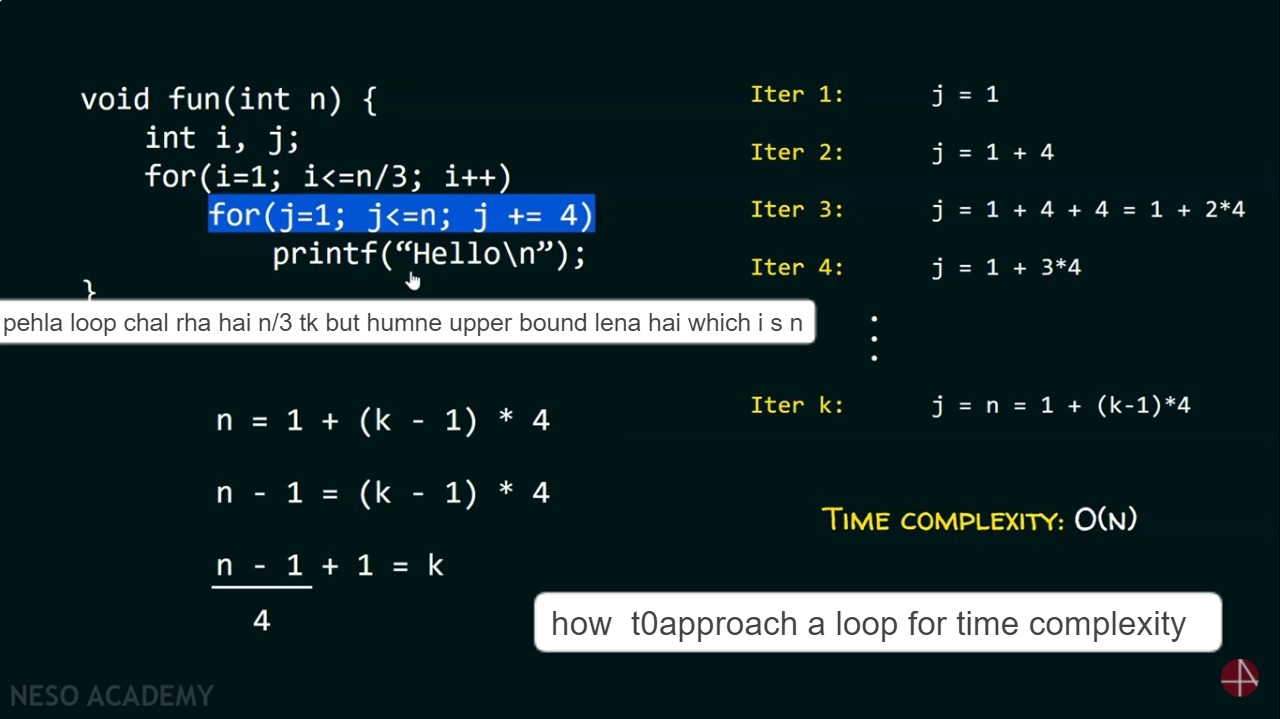 void fun(int n) {
int i, j;
for(i=1; i<=n/3; i++)
for(j=1; j<=n; j += 4)
printf(“Hello\n”);
}
pehla loop chal rha hai n/3 tk but humne upper bound lena hai which i s n
n = 1 + (k - 1) * 4
n - 1 = (k - 1) * 4
n - 1 + 1 = k
4
Iter 1: j = 1
Iter 2: j = 1 + 4
Iter 3: j = 1 + 4 + 4 = 1 + 2*4
Iter 4: j = 1 + 3*4
Iter k: j = n = 1 + (k-1)*4
TIME COMPLEXITY: O(N)
how  t0approach a loop for time complexity
NESO ACADEMY